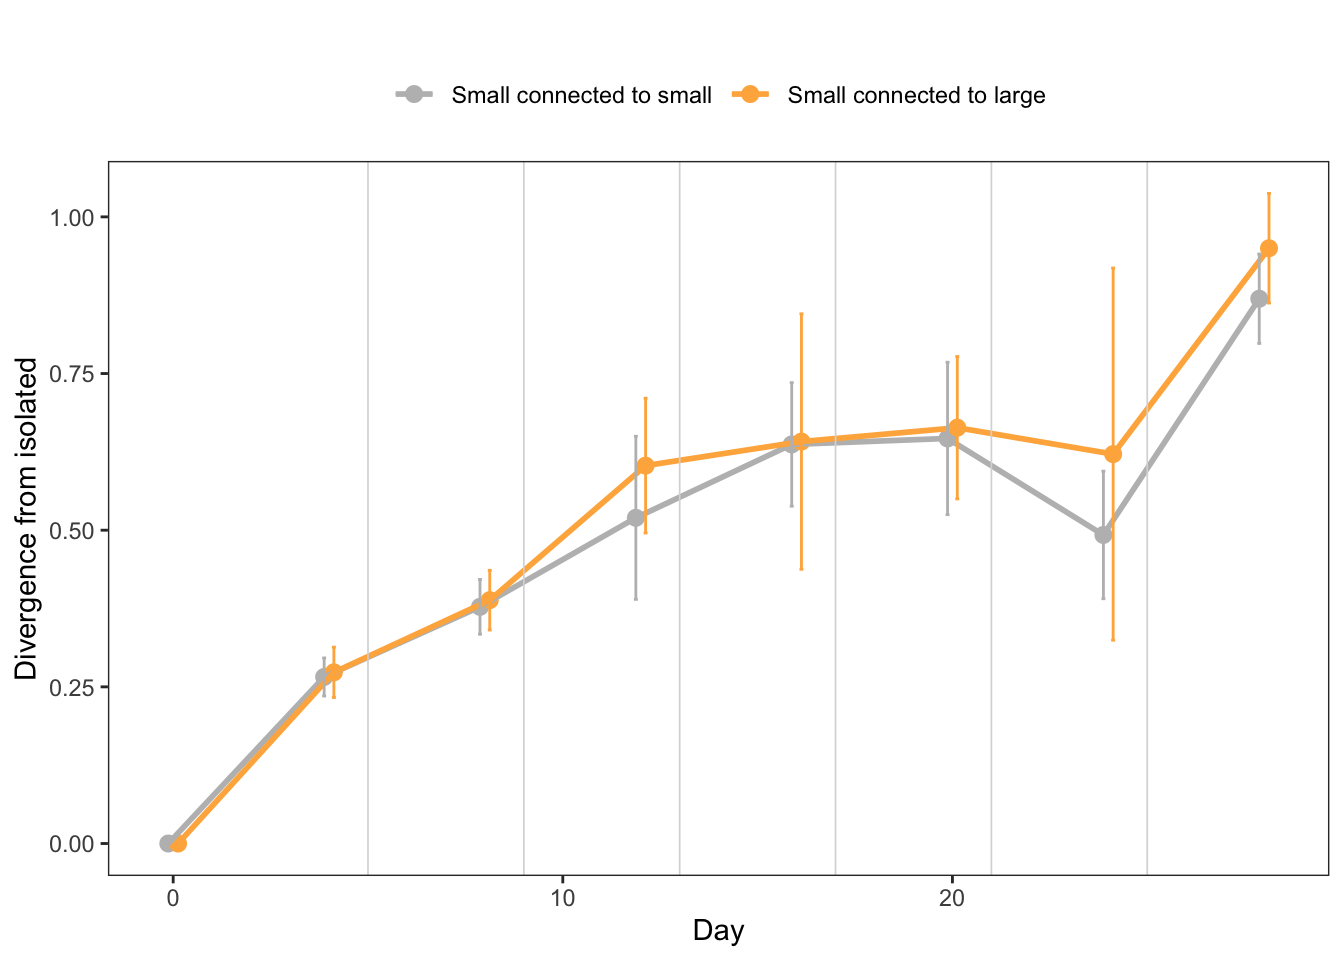 Small connected to small Small connected to large
Divergence from isolated
1.00
0.75
0.50
0.25
0.00
0 10 20
Day